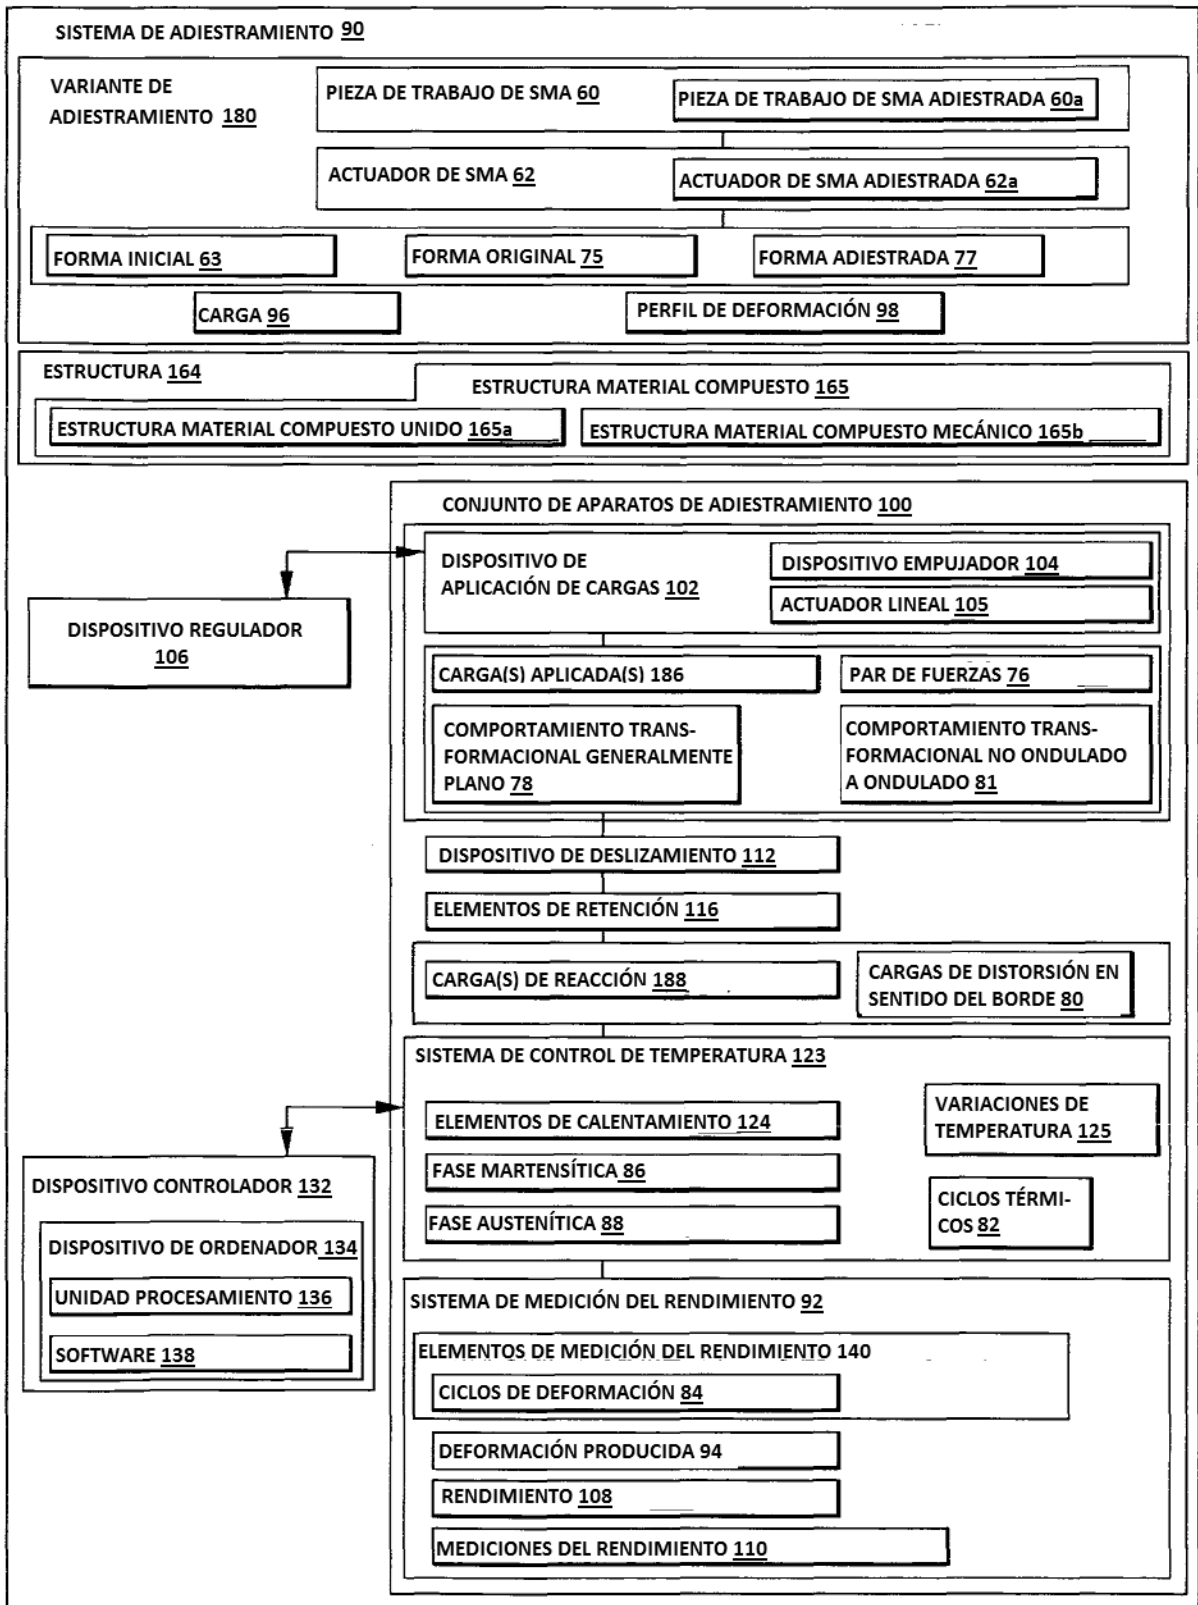 SISTEMA DE ADIESTRAMIENTO 90
VARIANTE DE
ADIESTRAMIENTO 180
PIEZA DE TRABAJO DE SMA 60
PIEZA DE TRABAJO DE SMA ADIESTRADA 60a
ACTUADOR DE SMA 62
ACTUADOR DE SMA ADIESTRADA 62a
FORMA INICIAL 63
FORMA ORIGINAL 75
FORMA ADIESTRADA 77
CARGA 96
PERFIL DE DEFORMACIÓN 98
ESTRUCTURA 164
ESTRUCTURA MATERIAL COMPUESTO 165
ESTRUCTURA MATERIAL COMPUESTO UNIDO 165a
ESTRUCTURA MATERIAL COMPUESTO MECÁNICO 165b
CONJUNTO DE APARATOS DE ADIESTRAMIENTO 100
DISPOSITIVO DE
APLICACIÓN DE CARGAS 102
DISPOSITIVO EMPUJADOR 104
ACTUADOR LINEAL 105
DISPOSITIVO REGULADOR
106
CARGA(S) APLICADA(S) 186
PAR DE FUERZAS 76
COMPORTAMIENTO TRANS-
FORMACIONAL GENERALMENTE
PLANO 78
COMPORTAMIENTO TRANS-
FORMACIONAL NO ONDULADO
A ONDULADO 81
DISPOSITIVO DE DESLIZAMIENTO 112
ELEMENTOS DE RETENCIÓN 116
CARGA(S) DE REACCIÓN 188
CARGAS DE DISTORSIÓN EN
SENTIDO DEL BORDE 80
SISTEMA DE CONTROL DE TEMPERATURA 123
ELEMENTOS DE CALENTAMIENTO 124
VARIACIONES DE
TEMPERATURA 125
FASE MARTENSÍTICA 86
FASE AUSTENÍTICA 88
CICLOS TÉRMI-
COS 82
DISPOSITIVO CONTROLADOR 132
DISPOSITIVO DE ORDENADOR 134
UNIDAD PROCESAMIENTO 136
SOFTWARE 138
SISTEMA DE MEDICIÓN DEL RENDIMIENTO 92
ELEMENTOS DE MEDICIÓN DEL RENDIMIENTO 140
CICLOS DE DEFORMACIÓN 84
DEFORMACIÓN PRODUCIDA 94
RENDIMIENTO 108
MEDICIONES DEL RENDIMIENTO 110